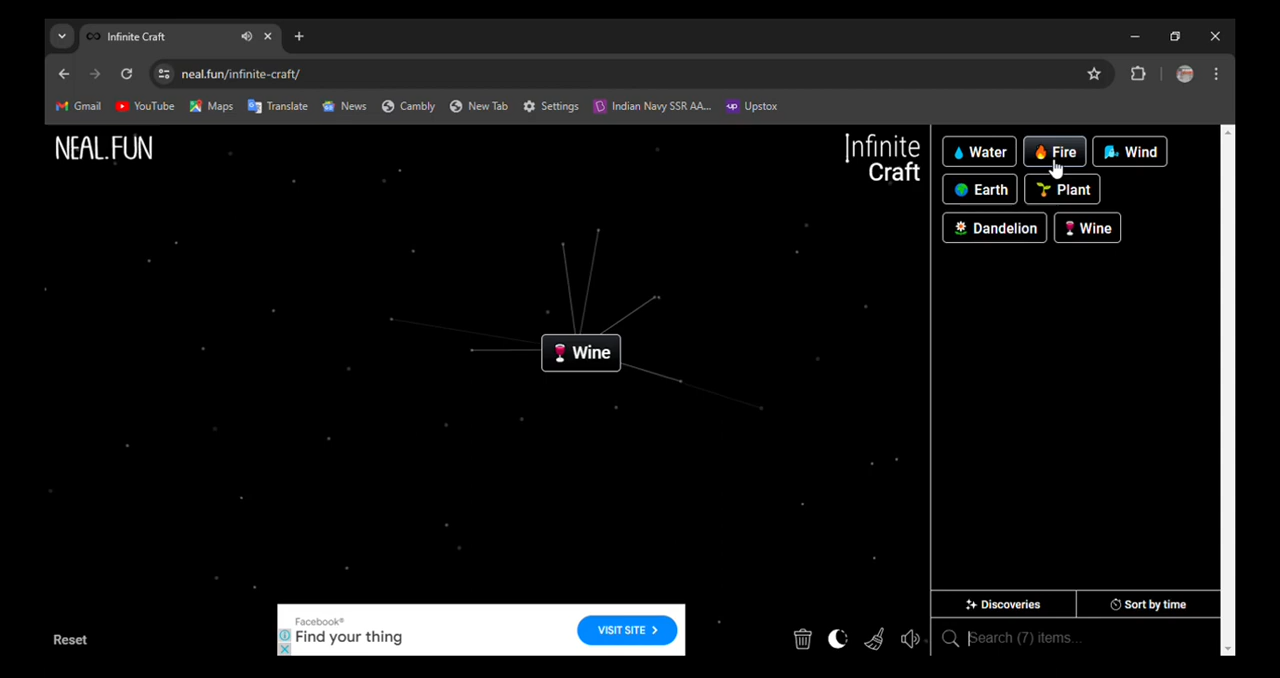 Infinite Craft
neal.fun/infinite-craft/
Gmail YouTube Maps Translate News Cambly New Tab Settings Indian Navy SSR AA... Upstox
NEAL.FUN
Infinite
Craft
Water Fire Wind
Earth Plant
Dandelion Wine
Wine
Facebook®
Find your thing
VISIT SITE >
Reset
Discoveries Sort by time
Search (7) items...